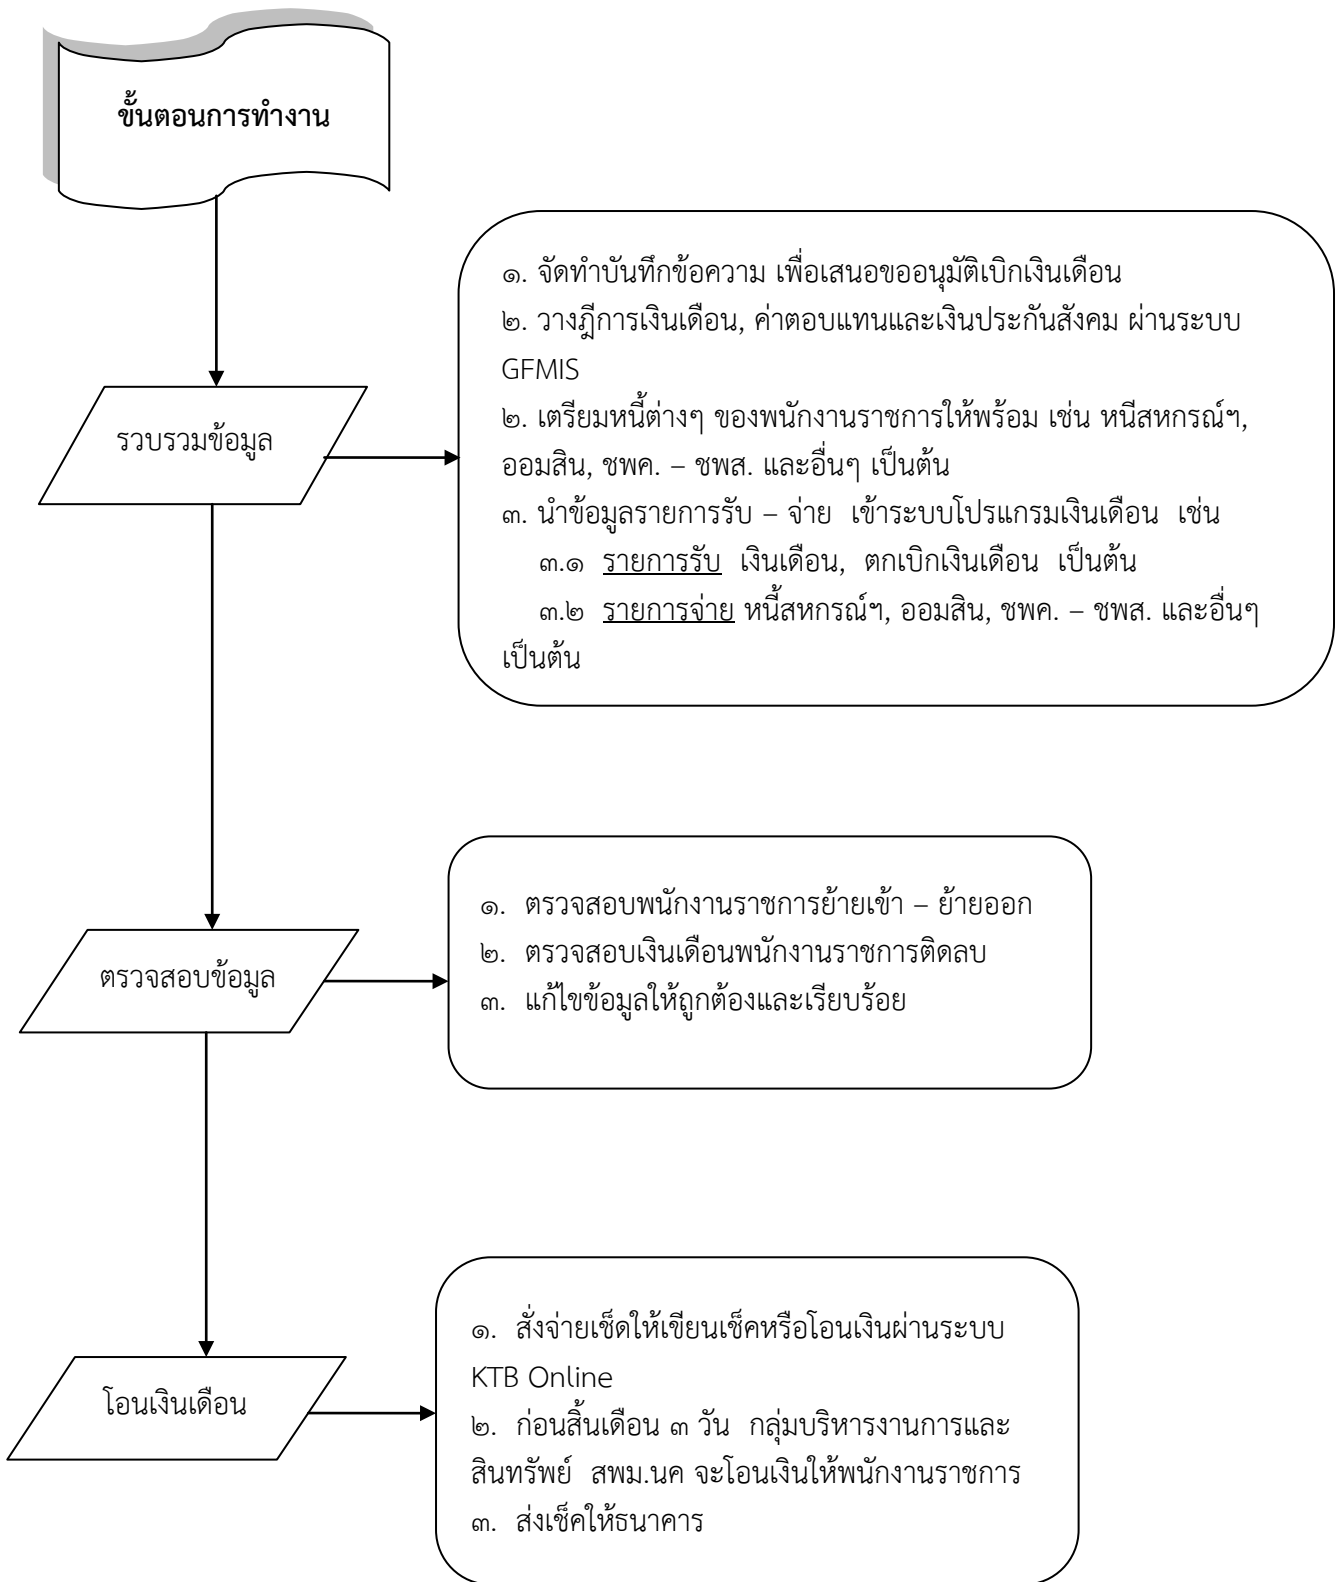 ขั้นตอนการทำงาน
รวบรวมข้อมูล
๑. จัดทำบันทึกข้อความ เพื่อเสนอขออนุมัติเบิกเงินเดือน
๒. วางฎีการเงินเดือน, ค่าตอบแทนและเงินประกันสังคม ผ่านระบบ
GFMIS
๒. เตรียมหนี้ต่างๆ ของพนักงานราชการให้พร้อม เช่น หนีสหกรณ์ฯ,
ออมสิน, ชพค. – ชพส. และอื่นๆ เป็นต้น
๓. นำข้อมูลรายการรับ – จ่าย เข้าระบบโปรแกรมเงินเดือน เช่น
๓.๑ รายการรับ เงินเดือน, ตกเบิกเงินเดือน เป็นต้น
๓.๒ รายการจ่าย หนี้สหกรณ์ฯ, ออมสิน, ชพค. – ชพส. และอื่นๆ
เป็นต้น
ตรวจสอบข้อมูล
๑. ตรวจสอบพนักงานราชการย้ายเข้า – ย้ายออก
๒. ตรวจสอบเงินเดือนพนักงานราชการติดลบ
๓. แก้ไขข้อมูลให้ถูกต้องและเรียบร้อย
โอนเงินเดือน
๑. สั่งจ่ายเช็ดให้เขียนเช็คหรือโอนเงินผ่านระบบ
KTB Online
๒. ก่อนสิ้นเดือน ๓ วัน กลุ่มบริหารงานการและ
สินทรัพย์ สพม.นค จะโอนเงินให้พนักงานราชการ
๓. ส่งเช็คให้ธนาคาร